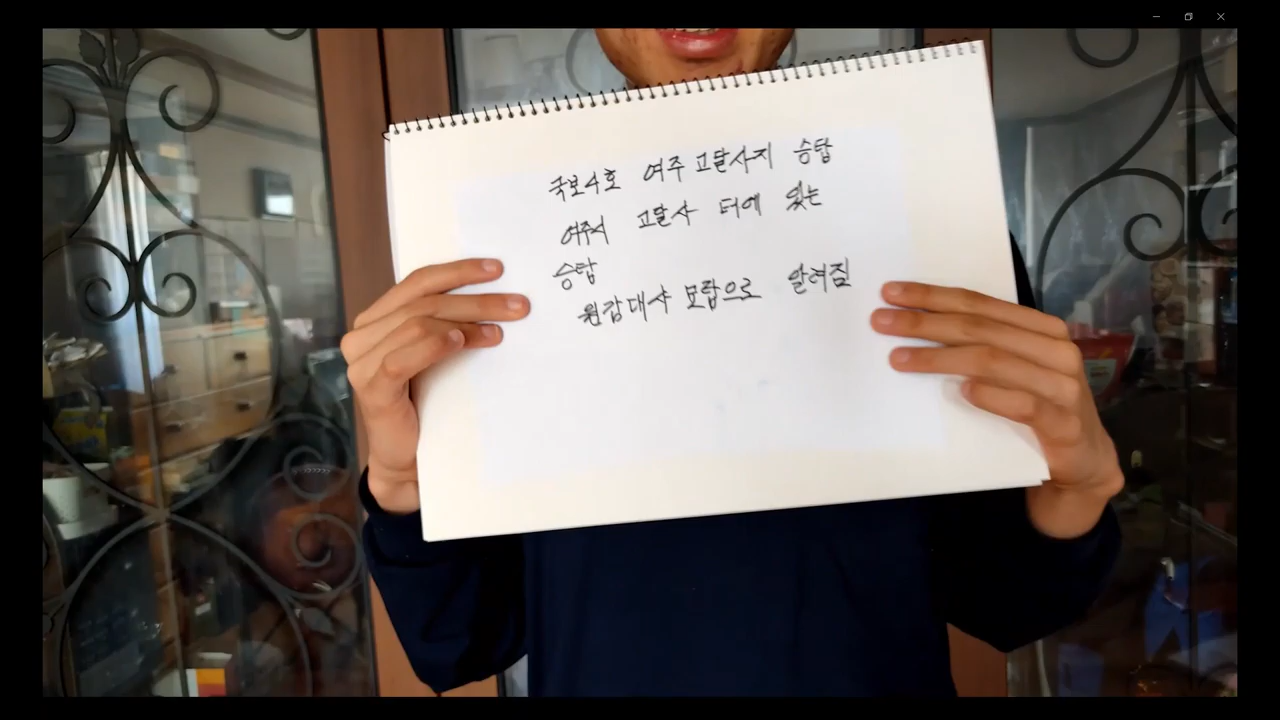 국보4호 여주 고달사지 승탑
여주시 고달사 터에 있는
승탑
원감대사 묘탑으로 알려짐